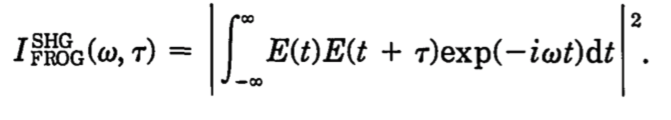 I_{FROG}^{SHG}(ω, τ) = |∫_{-∞}^{∞} E(t)E(t + τ)exp(−iωt)dt|^2.